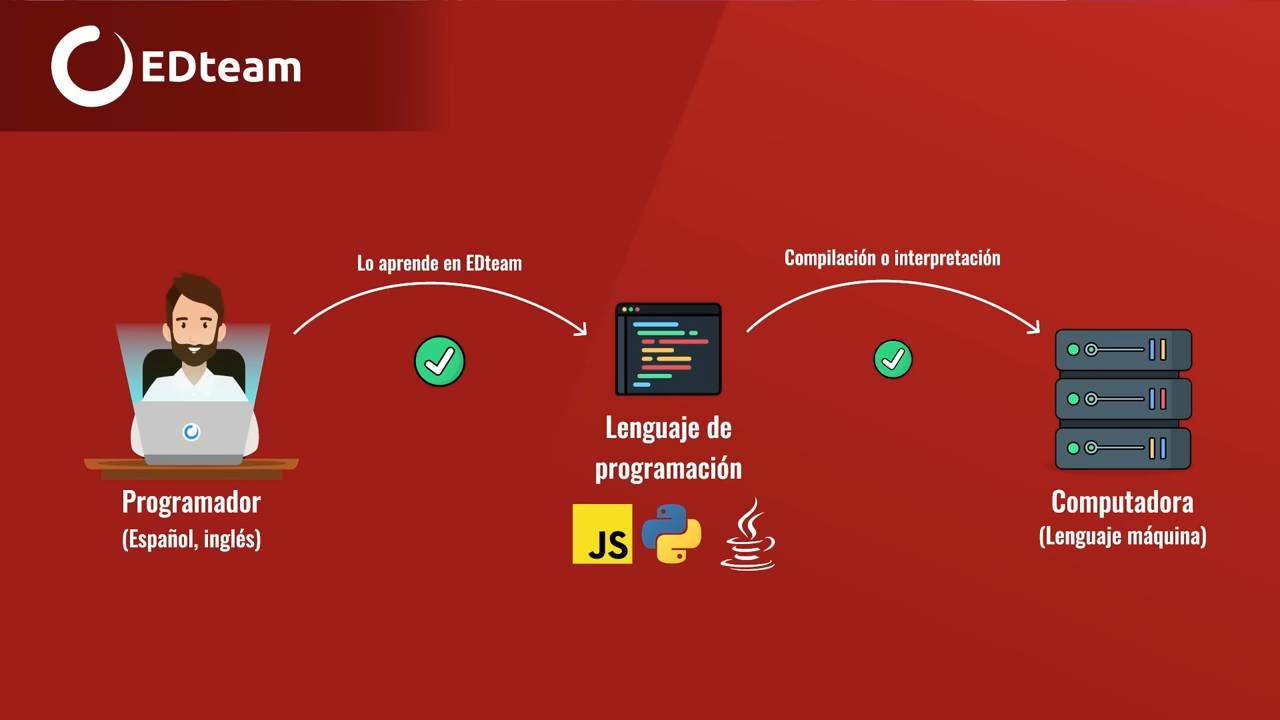 EDteam
Lo aprende en EDteam
Compilación o interpretación
Lenguaje de
programación
JS
Programador
(Español, inglés)
Computadora
(Lenguaje máquina)